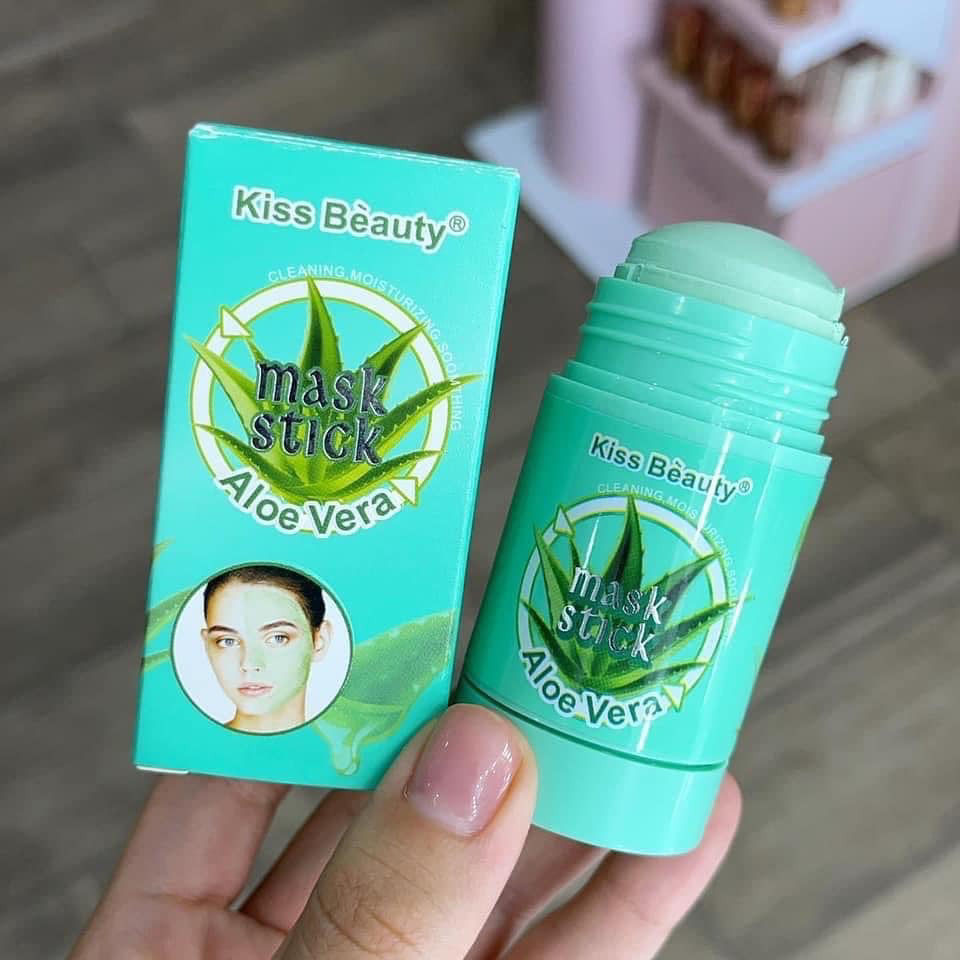 Kiss Bèauty®
CLEANING,MOISTURIZING,SOOTHING
mask
stick
Aloe Vera
Kiss Bèauty®
CLEANING,MOISTURIZING,SOO
mask
stick
Aloe Vera